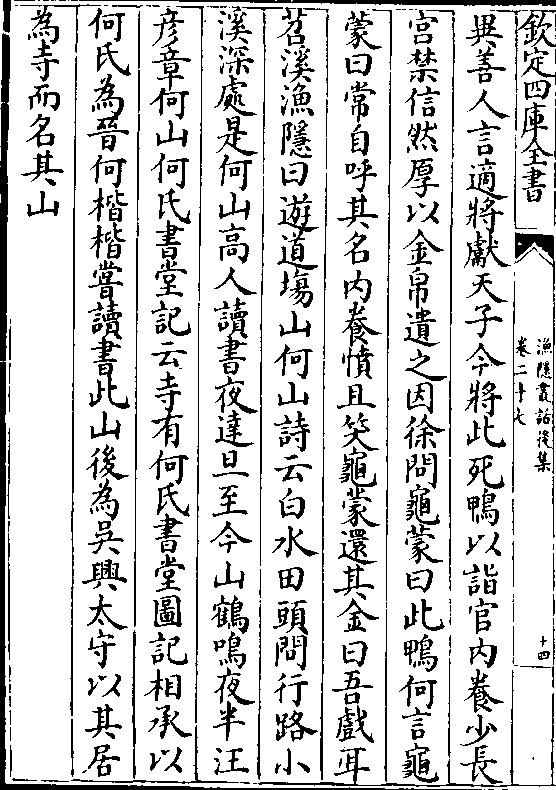 欽定四庫全書
漁隱叢話後集
卷二十七
十四
異善人言適將獻天子今將此死鴨以詣官内養少長
宫禁信然厚以金帛遺之因徐問龜蒙曰此鴨何言龜
蒙曰常自呼其名内養憤且笑龜蒙還其金曰吾戲耳
苕溪漁隱曰遊道塲山何山詩云白水田頭問行路小
溪深處是何山高人讀書夜達旦至今山鶴鳴夜半汪
彦章何山何氏書堂記云寺有何氏書堂圖記相承以
何氏為晉何楷楷嘗讀書此山後為吳興太守以其居
為寺而名其山